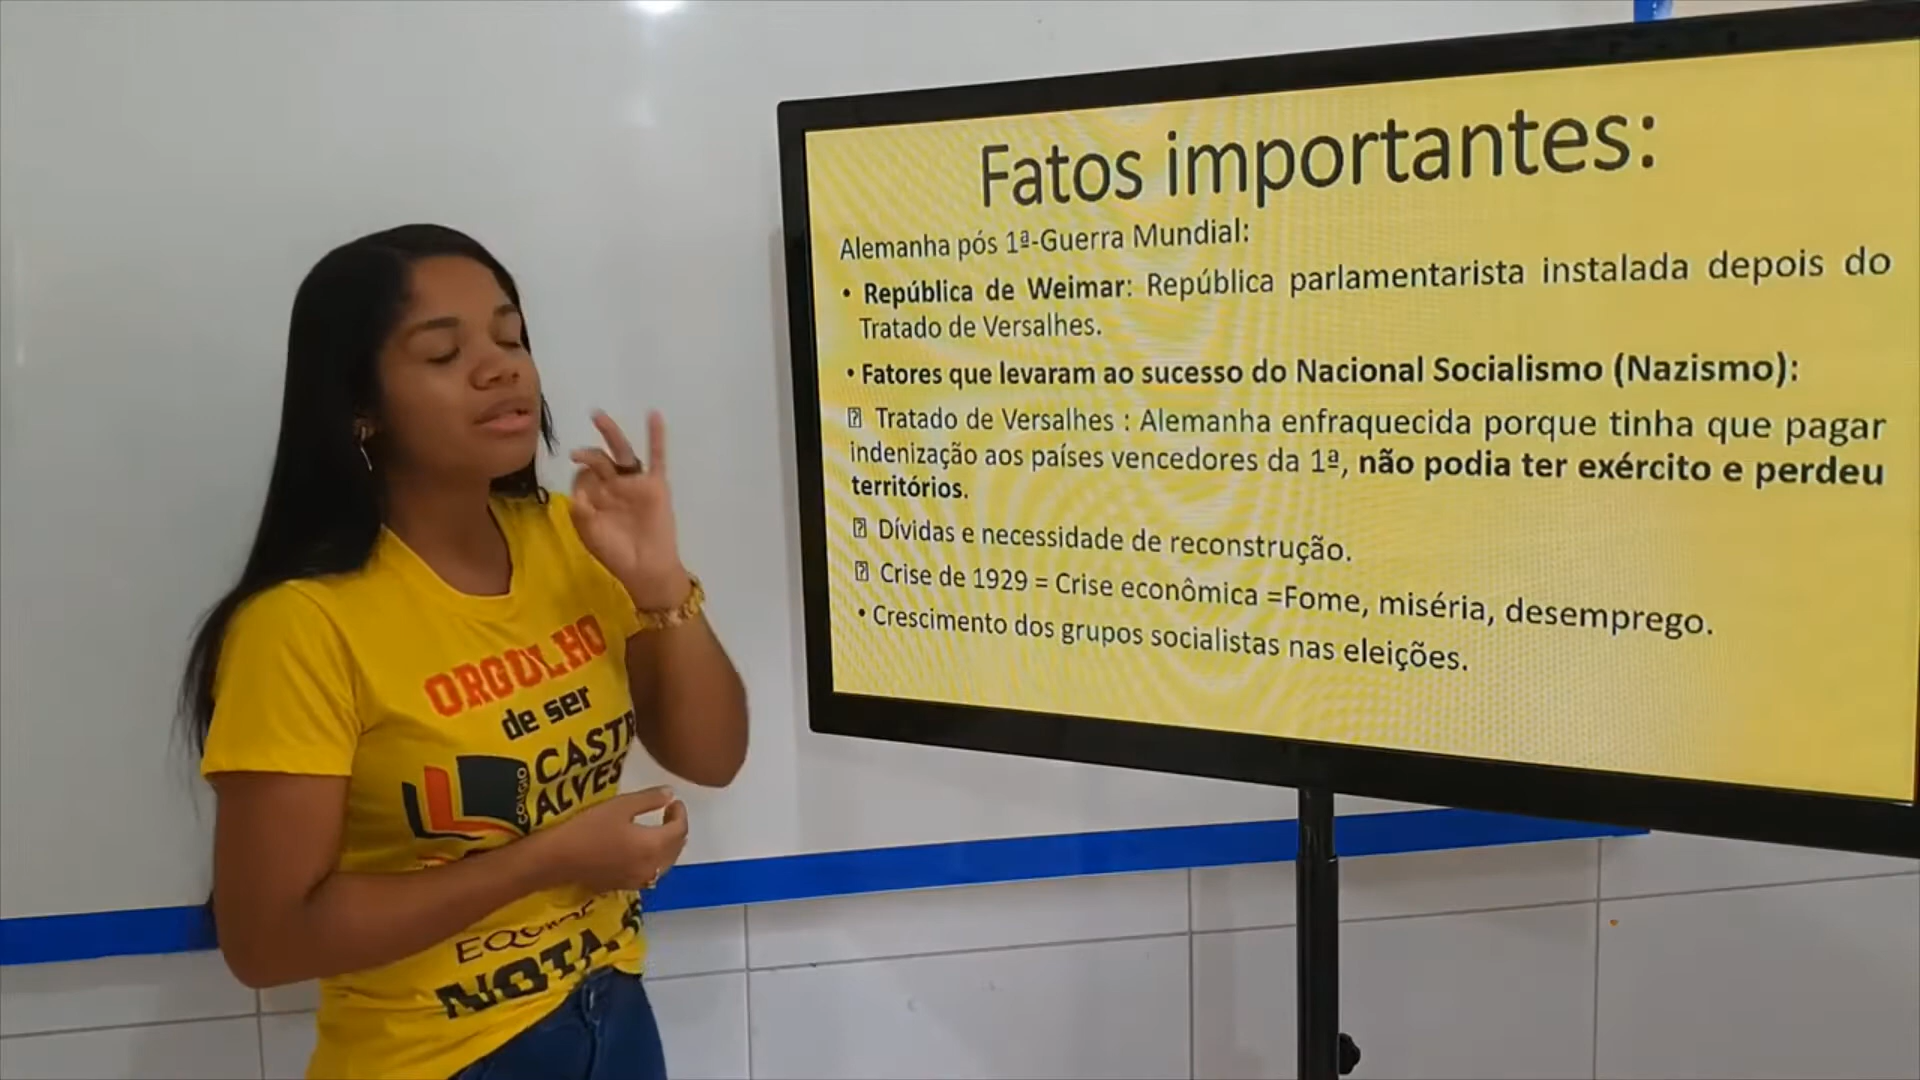 Fatos importantes:
Alemanha pós 1ª-Guerra Mundial:
• República de Weimar: República parlamentarista instalada depois do
Tratado de Versalhes.
• Fatores que levaram ao sucesso do Nacional Socialismo (Nazismo):
⍰ Tratado de Versalhes : Alemanha enfraquecida porque tinha que pagar
indenização aos países vencedores da 1ª, não podia ter exército e perdeu
territórios.
⍰ Dívidas e necessidade de reconstrução.
⍰ Crise de 1929 = Crise econômica =Fome, miséria, desemprego.
• Crescimento dos grupos socialistas nas eleições.
ORGULHO
de ser
COLÉGIO
CASTR
ALVES
NOTA